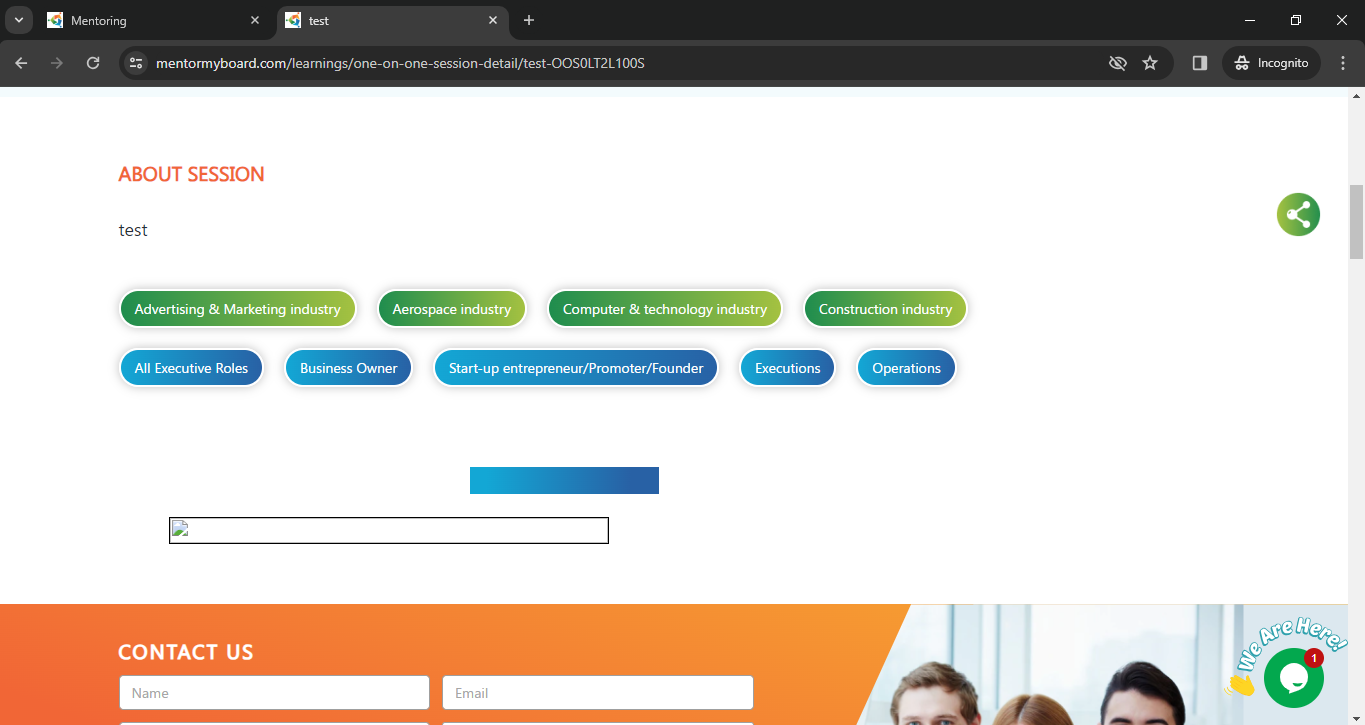 Mentoring
test
mentormyboard.com/learnings/one-on-one-session-detail/test-OOS0LT2L100S
Incognito
ABOUT SESSION
test
Advertising & Marketing industry
Aerospace industry
Computer & technology industry
Construction industry
All Executive Roles
Business Owner
Start-up entrepreneur/Promoter/Founder
Executions
Operations
CONTACT US
Name
Email
We Are Here!
1